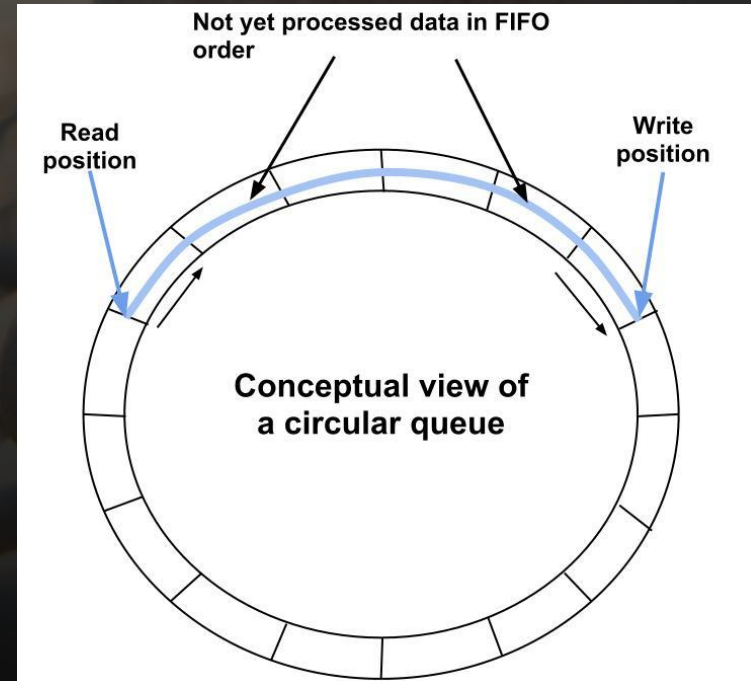 Not yet processed data in FIFO
order
Read
position
Write
position
Conceptual view of
a circular queue